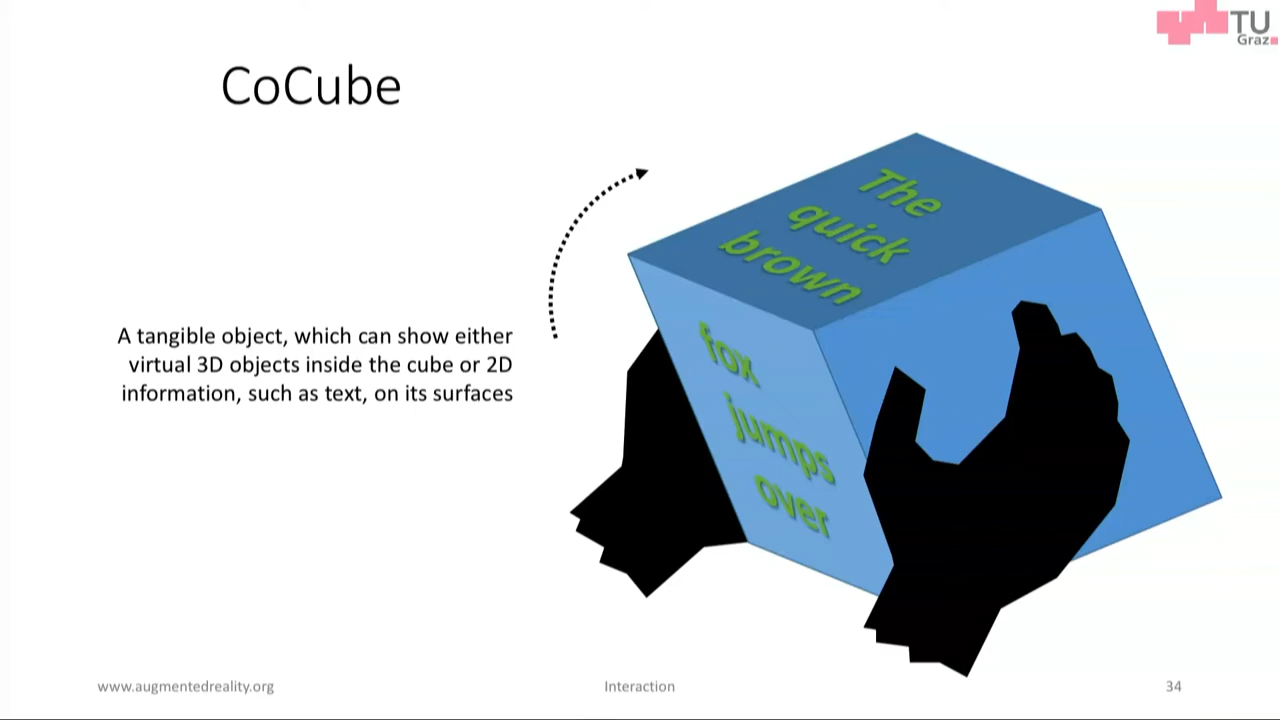 TU
Graz
CoCube
The
quick
brown
fox
jumps
over
A tangible object, which can show either
virtual 3D objects inside the cube or 2D
information, such as text, on its surfaces
www.augmentedreality.org
Interaction
34